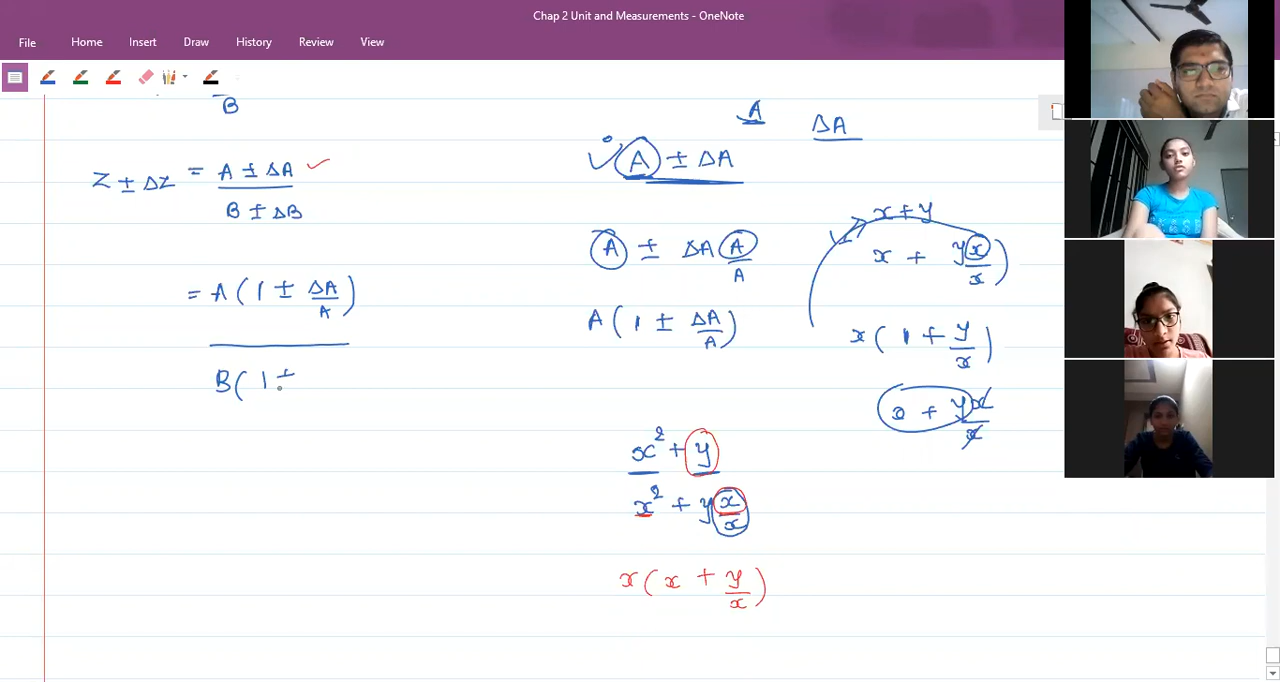 Chap 2 Unit and Measurements - OneNote
File Home Insert Draw History Review View
B
Z ± ΔZ = A ± ΔA ✓
B ± ΔB
= A ( 1 ± ΔA/A )
B ( 1 ±
A ΔA
✓ A ± ΔA
A ± ΔA A/A
A ( 1 ± ΔA/A )
x + y
x + y x/x )
x ( 1 + y/x )
x + y x/x
x² + y
x² + y x/x
x ( x + y/x )